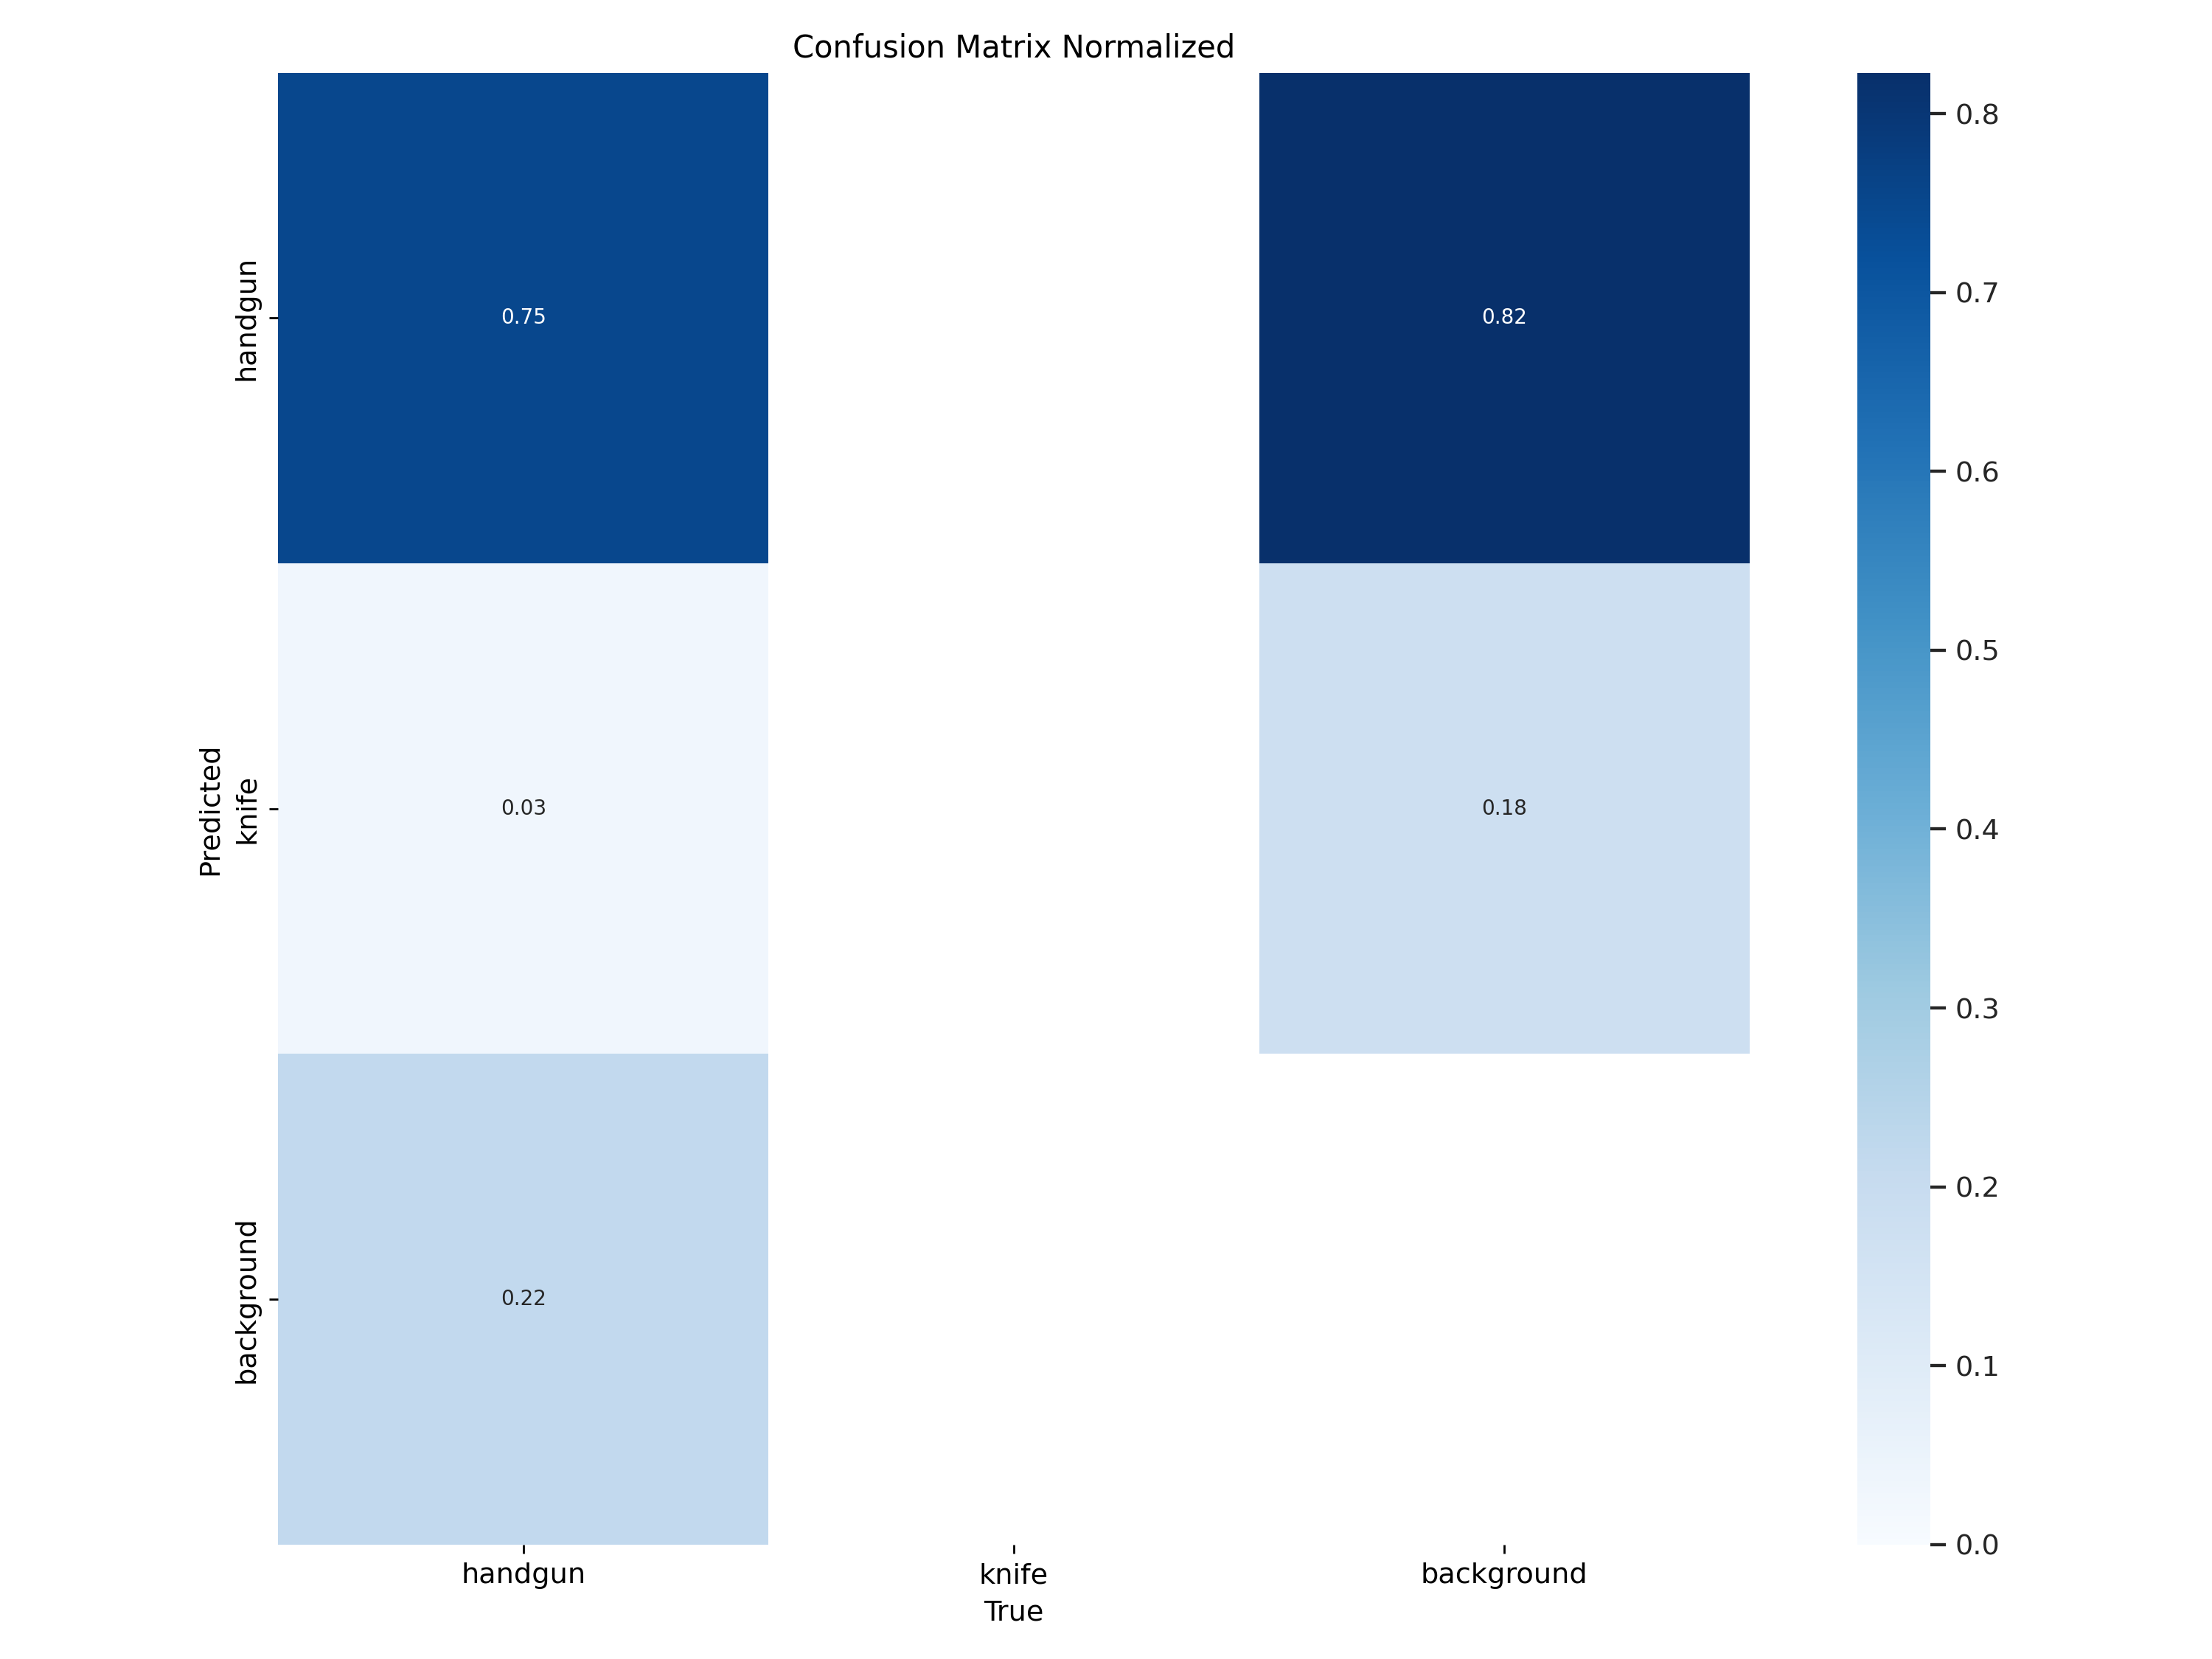 Confusion Matrix Normalized
handgun
0.75
0.82
knife
0.03
0.18
background
0.22
Predicted
handgun
knife
background
True
0.8
0.7
0.6
0.5
0.4
0.3
0.2
0.1
0.0